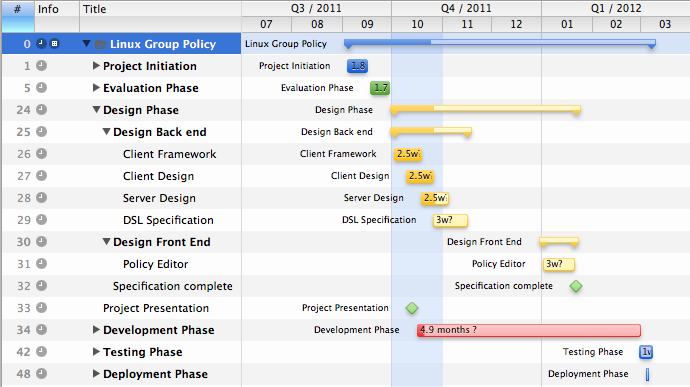 # Info Title Q3 / 2011 Q4 / 2011 Q1 / 2012
07 08 09 10 11 12 01 02 03
0 Linux Group Policy Linux Group Policy
1 Project Initiation Project Initiation 1.8
5 Evaluation Phase Evaluation Phase 1.7
24 Design Phase Design Phase
25 Design Back end Design Back end
26 Client Framework Client Framework 2.5w?
27 Client Design Client Design 2.5w?
28 Server Design Server Design 2.5w?
29 DSL Specification DSL Specification 3w?
30 Design Front End Design Front End
31 Policy Editor Policy Editor 3w?
32 Specification complete Specification complete
33 Project Presentation Project Presentation
34 Development Phase Development Phase 4.9 months ?
42 Testing Phase Testing Phase
48 Deployment Phase Deployment Phase